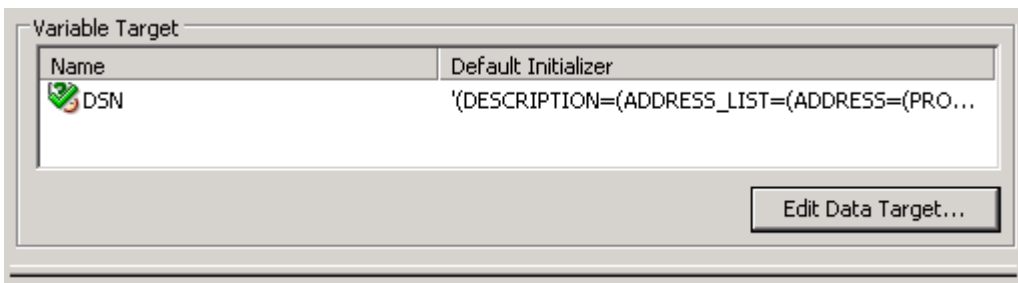 Variable Target
Name Default Initializer
DSN '(DESCRIPTION=(ADDRESS_LIST=(ADDRESS=(PRO...
Edit Data Target...